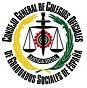 CONSEJO GENERAL DE COLEGIOS OFICIALES
DE GRADUADOS SOCIALES DE ESPAÑA